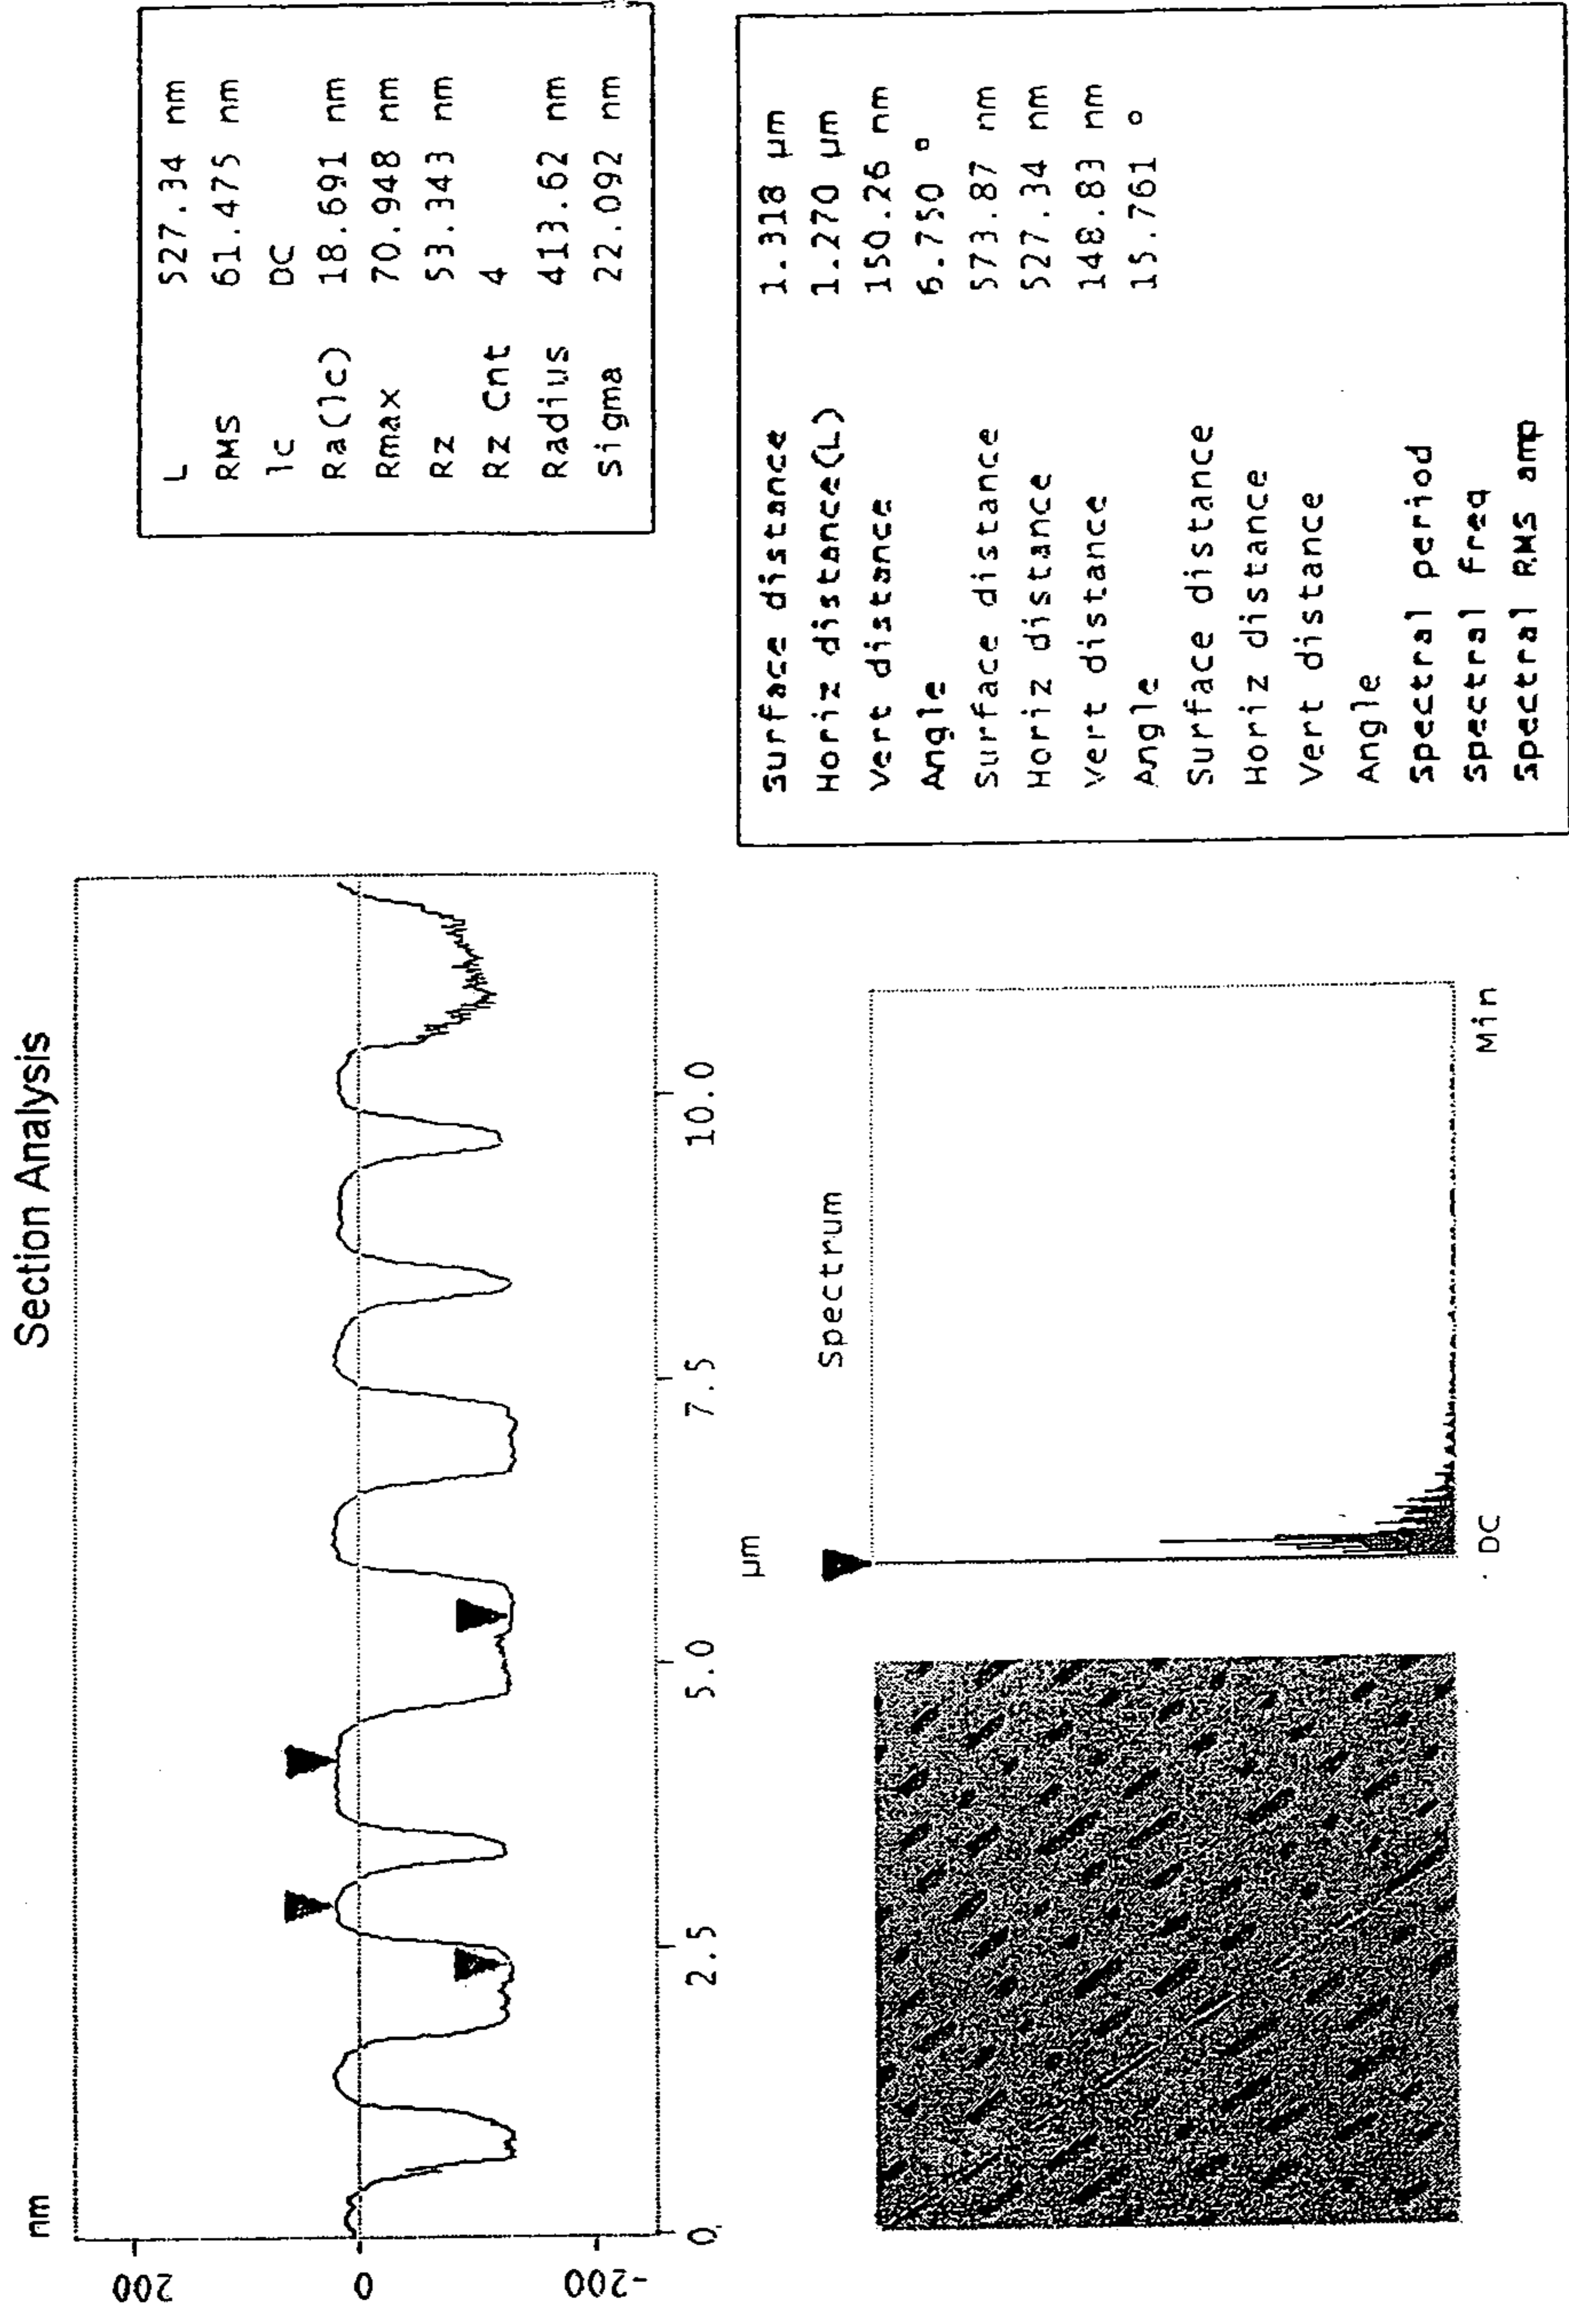 Section Analysis
nm
200
0
-200
0
2.5
5.0
7.5
10.0
µm
L 527.34 nm
RMS 61.475 nm
lc DC
Ra(lc) 18.691 nm
Rmax 70.948 nm
Rz 53.343 nm
Rz Cnt 4
Radius 413.62 nm
Sigma 22.092 nm
Spectrum
DC
Min
Surface distance 1.318 µm
Horiz distance(L) 1.270 µm
Vert distance 150.26 nm
Angle 6.750 °
Surface distance 573.87 nm
Horiz distance 527.34 nm
Vert distance 148.83 nm
Angle 15.761 °
Surface distance
Horiz distance
Vert distance
Angle
Spectral period
Spectral freq
Spectral RMS amp